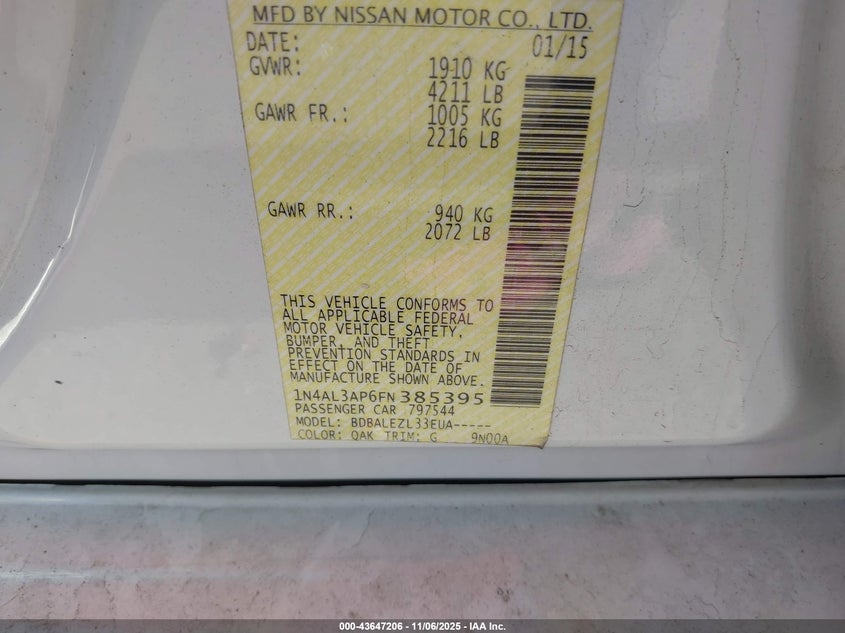 MFD BY NISSAN MOTOR CO., LTD.
DATE: 01/15
GVWR: 1910 KG
4211 LB
GAWR FR.: 1005 KG
2216 LB
GAWR RR.: 940 KG
2072 LB
THIS VEHICLE CONFORMS TO
ALL APPLICABLE FEDERAL
MOTOR VEHICLE SAFETY,
BUMPER, AND THEFT
PREVENTION STANDARDS IN
EFFECT ON THE DATE OF
MANUFACTURE SHOWN ABOVE.
1N4AL3AP6FN385395
PASSENGER CAR 797544
MODEL: BDBALEZL33EUA-----
COLOR: QAK TRIM: G 9N00A
000-43647206 - 11/06/2025 - IAA Inc.